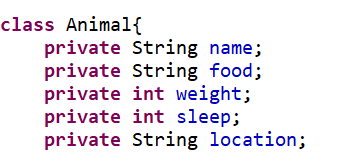 class Animal{
    private String name;
    private String food;
    private int weight;
    private int sleep;
    private String location;